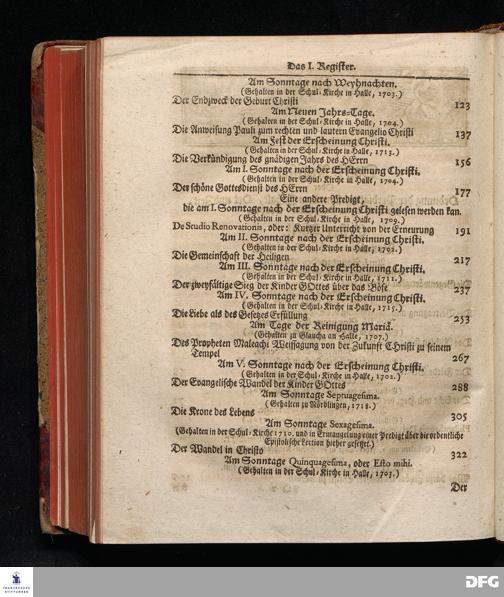 Das I. Register.
Am Sonntage nach Weyhnachten,
(Gehalten in der Schul-Kirche in Halle, 1703.)
Der Endzweck der Geburt Christi 123
Am Neuen Jahrs-Tage.
(Gehalten in der Schul-Kirche in Halle, 1704.)
Die Anweisung Pauli zum rechten und lautern Evangelio Christi 137
Am Fest der Erscheinung Christi.
(Gehalten in der Schul-Kirche in Halle, 1713.)
Die Verkündigung des gnädigen Jahrs des HErrn 156
Am I. Sonntage nach der Erscheinung Christi,
(Gehalten in der Schul-Kirche in Halle, 1704.)
Der schöne Gottesdienst des HErrn 177
Eine andere Predigt,
die am I. Sonntage nach der Erscheinung Christi gelesen werden kan.
(Gehalten in der Schul-Kirche in Halle, 1709.)
De Studio Renovationis, oder: Kurtzer Unterricht von der Erneurung 191
Am II. Sonntage nach der Erscheinung Christi,
(Gehalten in der Schul-Kirche in Halle,
Die Gemeinschaft der Heiligen 217
Am III. Sonntage nach der Erscheinung Christi,
(Gehalten in der Schul-Kirche in Halle, 1711.)
Der zweyfältige Sieg der Kinder GOttes über das Böse 237
Am IV. Sonntage nach der Erscheinung Christi,
(Gehalten in der Schul-Kirche in Halle, 1715.)
Die Liebe als des Gesetzes Erfüllung 253
Am Tage der Reinigung Mariä.
(Gehalten zu Glaucha an Halle, 1707.)
Des Propheten Maleachi Weissagung von der Zukunft CHristi zu seinem
Tempel 267
Am V. Sonntage nach der Erscheinung Christi,
(Gehalten in der Schul-Kirche in Halle, 1702.)
Der Evangelische Wandel der Kinder GOttes 288
Am Sonntage Septuagesima.
(Gehalten zu Nördlingen, 1718.)
Die Krone des Lebens 305
Am Sonntage Sexagesima.
(Gehalten in der Schul-Kirche 1710. und in Ermangelung einer Predigt über die ordentliche
Epistolische Lection hieher gesetzet.)
Der Wandel in Christo 322
Am Sonntage Quinquagesima, oder Esto mihi.
(Gehalten in der Schul-Kirche in Halle, 1703.)
Der
FRANCKESCHE
STIFTUNGEN
DFG